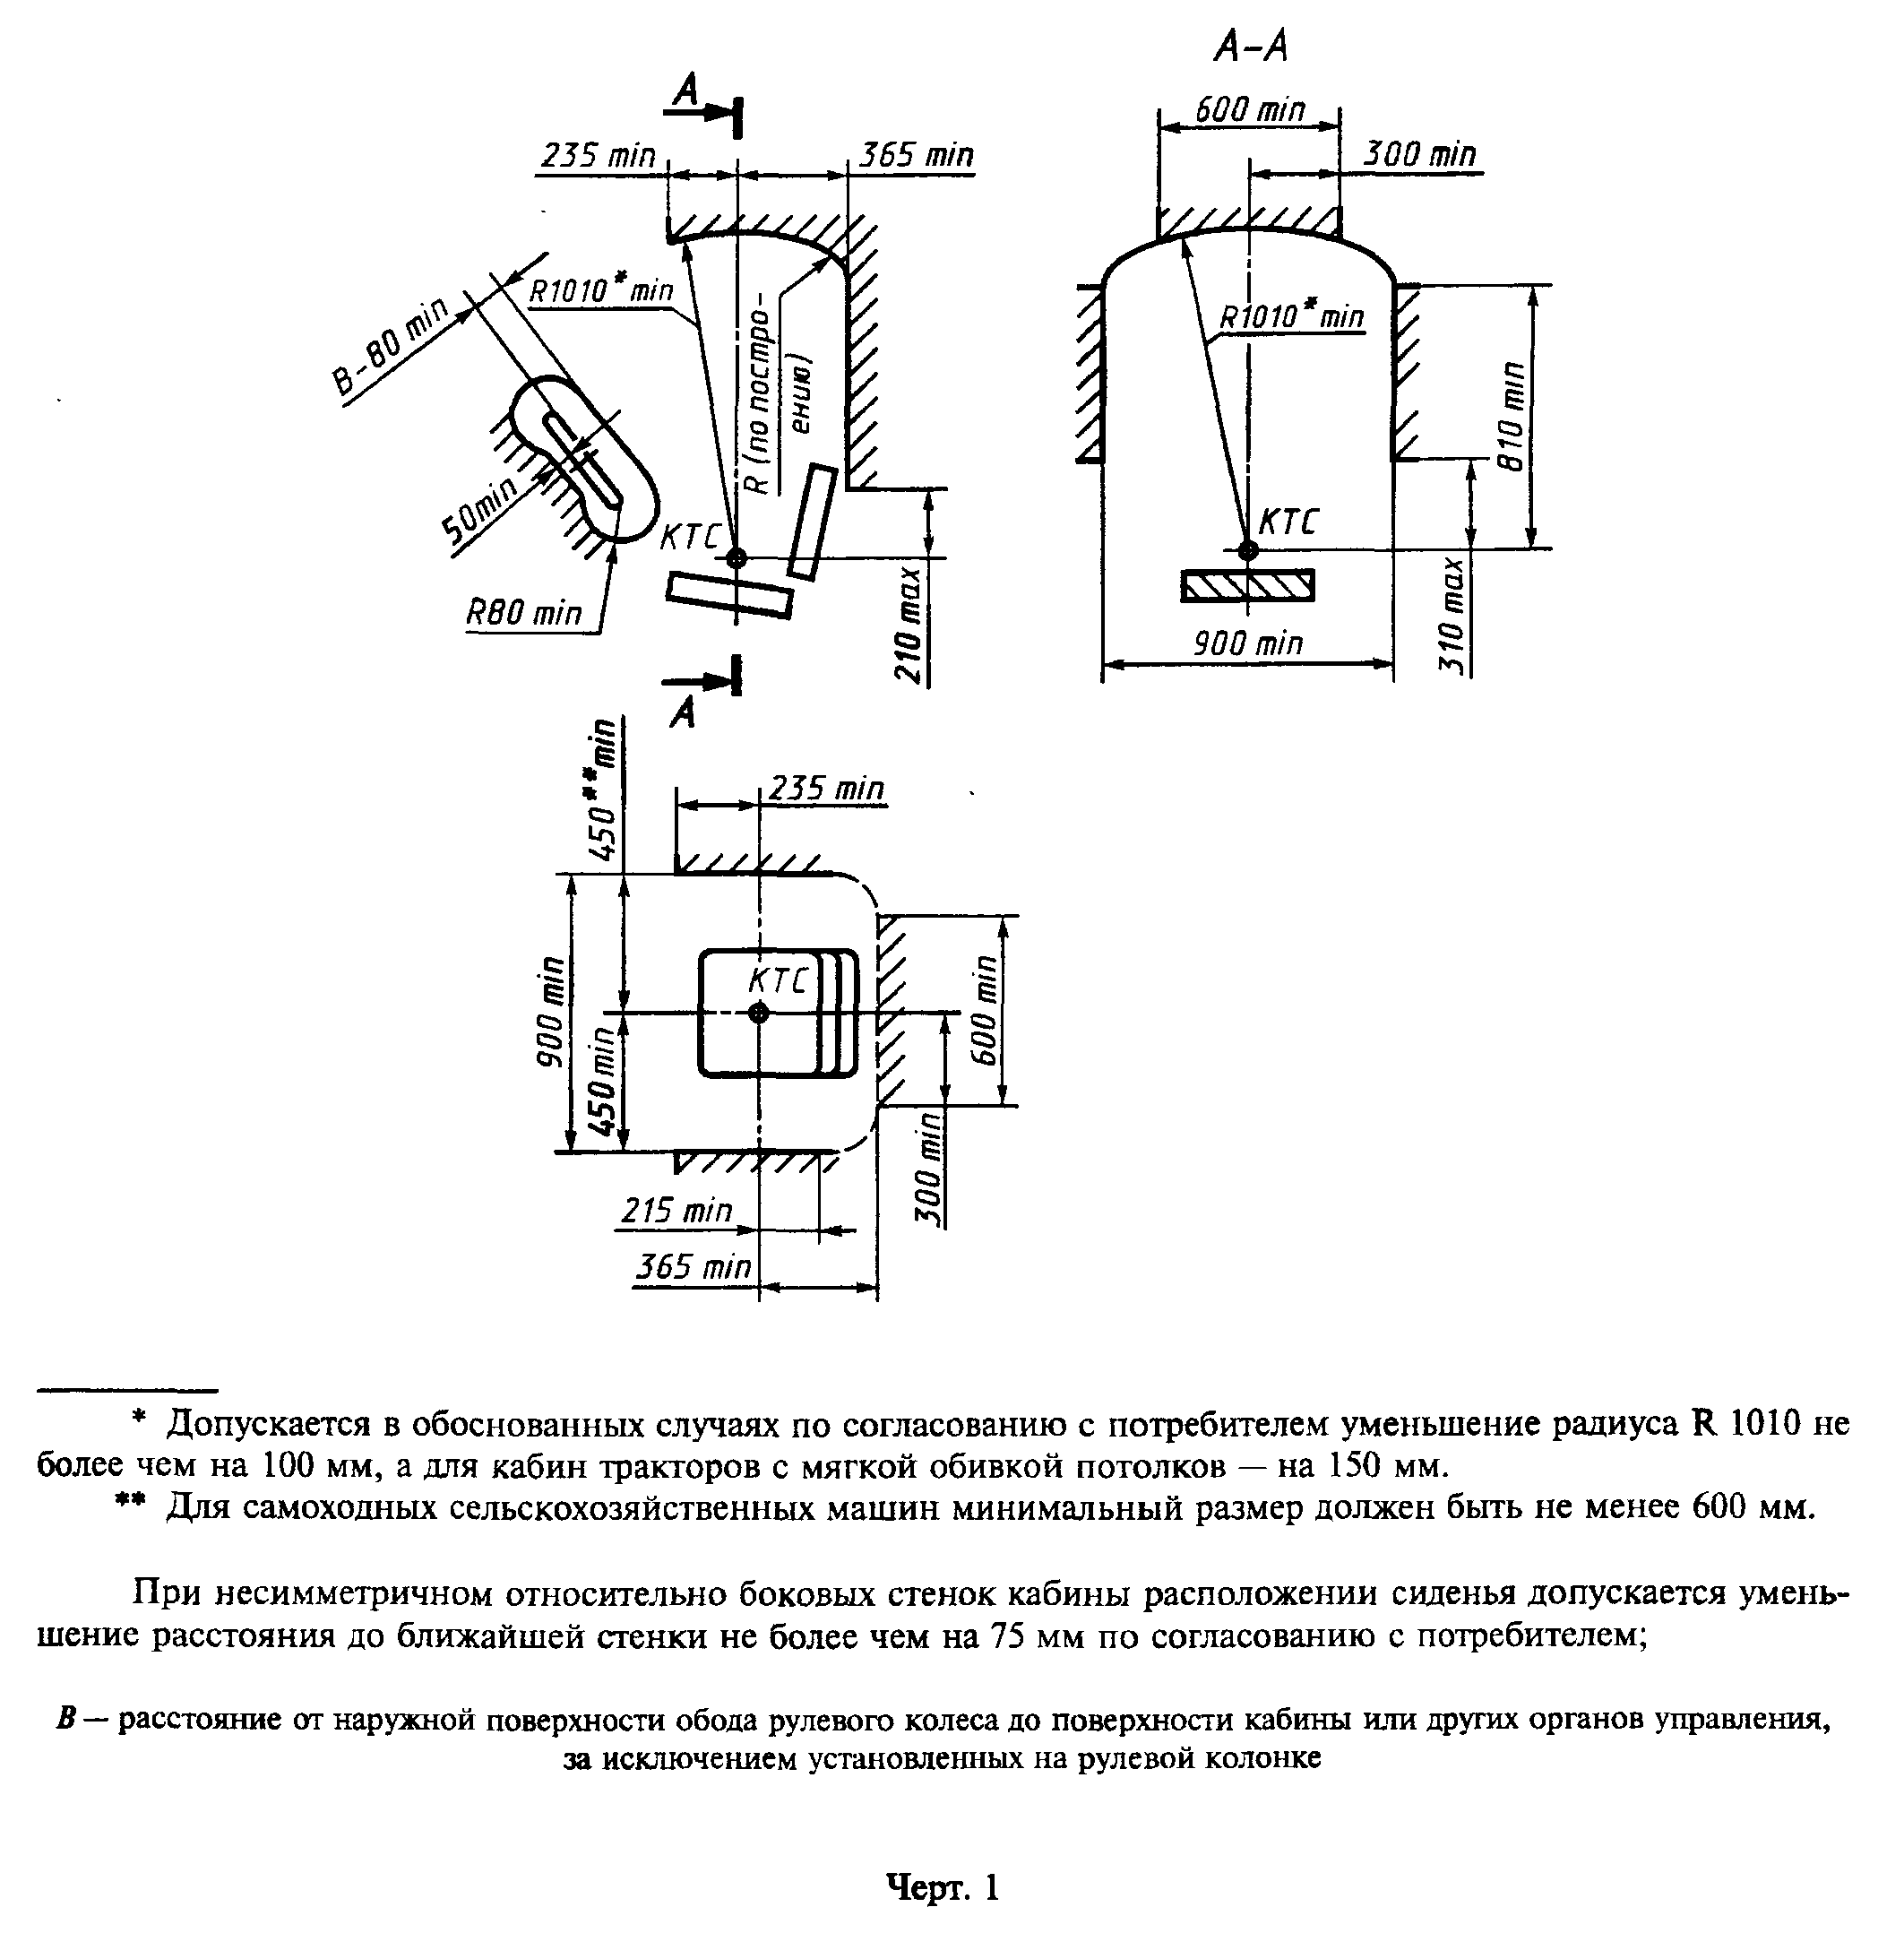 А-А
600 min
300 min
А
235 min
365 min
R1010* min
R (по постро-
ению)
В-80 min
50min
R80 min
КТС
210 max
А
R1010* min
КТС
810 min
310 max
900 min
450** min
235 min
КТС
900 min
450 min
600 min
300 min
215 min
365 min
* Допускается в обоснованных случаях по согласованию с потребителем уменьшение радиуса R 1010 не
более чем на 100 мм, а для кабин тракторов с мягкой обивкой потолков — на 150 мм.
** Для самоходных сельскохозяйственных машин минимальный размер должен быть не менее 600 мм.
При несимметричном относительно боковых стенок кабины расположении сиденья допускается умень-
шение расстояния до ближайшей стенки не более чем на 75 мм по согласованию с потребителем;
В — расстояние от наружной поверхности обода рулевого колеса до поверхности кабины или других органов управления,
за исключением установленных на рулевой колонке
Черт. 1